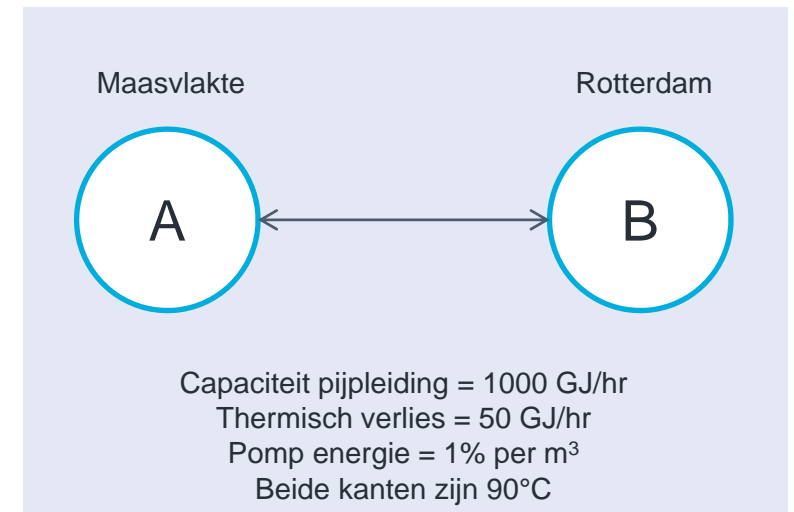 Maasvlakte
Rotterdam
A
B
Capaciteit pijpleiding = 1000 GJ/hr
Thermisch verlies = 50 GJ/hr
Pomp energie = 1% per m³
Beide kanten zijn 90°C